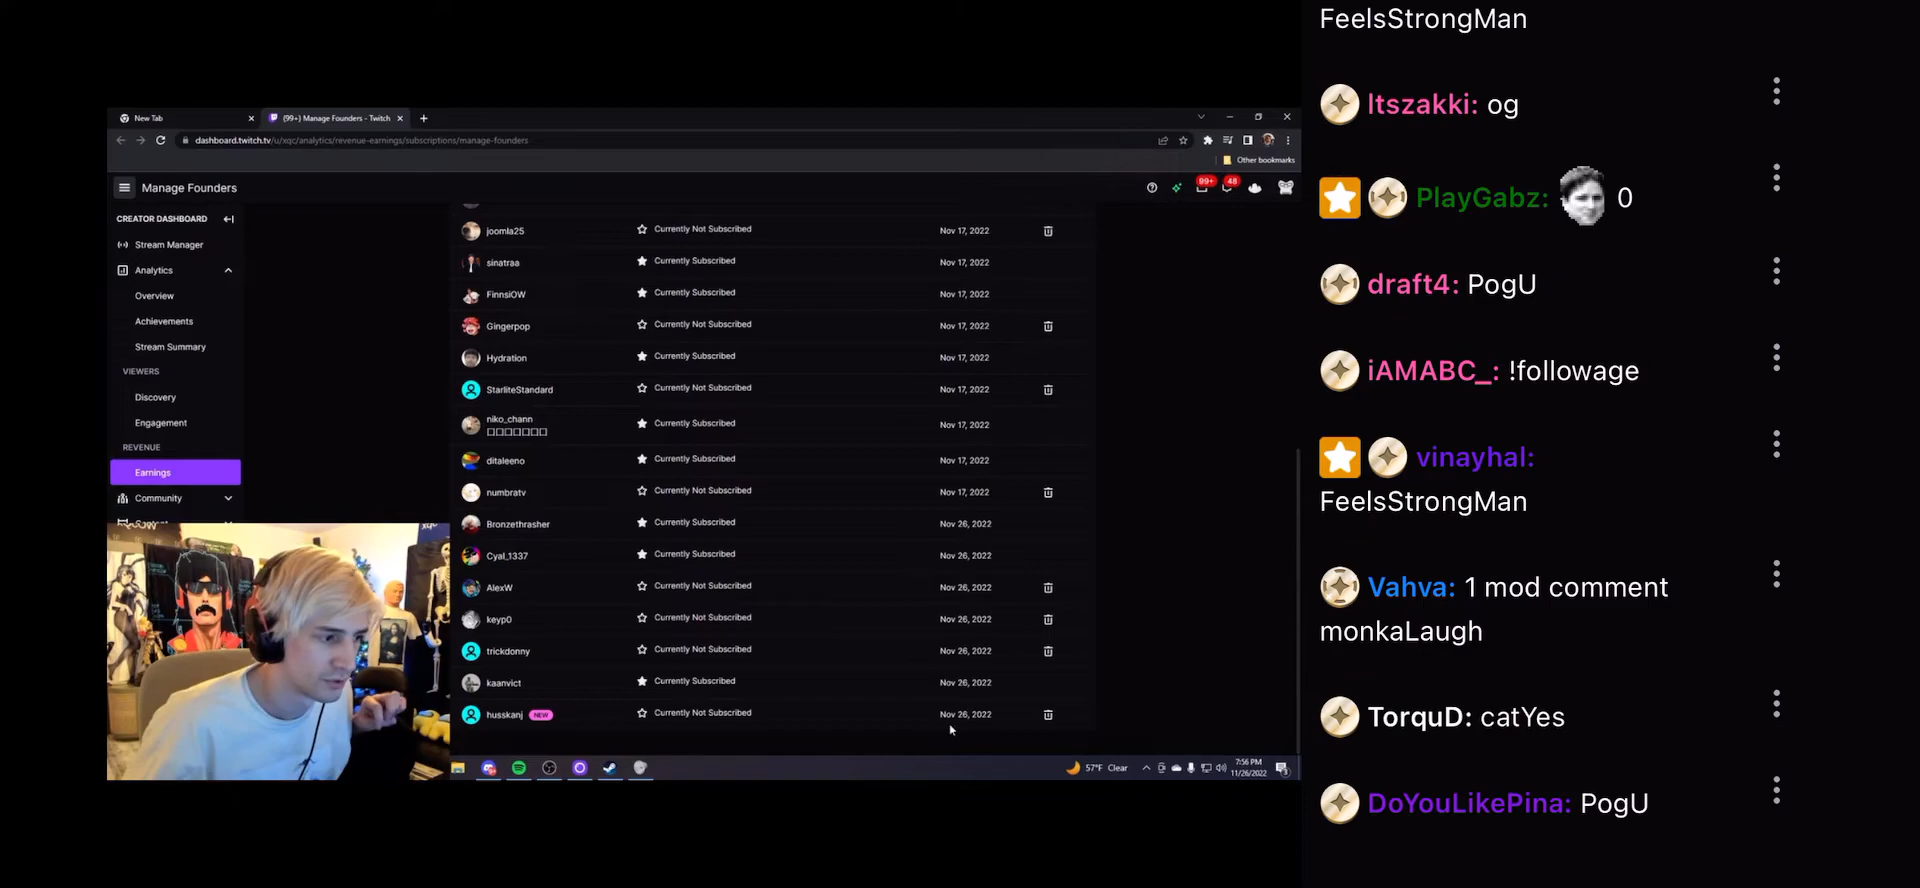 New Tab
(99+) Manage Founders - Twitch
dashboard.twitch.tv/u/xqc/analytics/revenue-earnings/subscriptions/manage-founders
Other bookmarks
Manage Founders
99+
48
CREATOR DASHBOARD
Stream Manager
Analytics
Overview
Achievements
Stream Summary
VIEWERS
Discovery
Engagement
REVENUE
Earnings
Community
joomla25 Currently Not Subscribed Nov 17, 2022
sinatraa Currently Subscribed Nov 17, 2022
FinnsiOW Currently Subscribed Nov 17, 2022
Gingerpop Currently Not Subscribed Nov 17, 2022
Hydration Currently Subscribed Nov 17, 2022
StarliteStandard Currently Not Subscribed Nov 17, 2022
niko_chann Currently Subscribed Nov 17, 2022
ditaleeno Currently Subscribed Nov 17, 2022
numbratv Currently Not Subscribed Nov 17, 2022
Bronzethrasher Currently Subscribed Nov 26, 2022
Cyal_1337 Currently Subscribed Nov 26, 2022
AlexW Currently Not Subscribed Nov 26, 2022
keyp0 Currently Not Subscribed Nov 26, 2022
trickdonny Currently Not Subscribed Nov 26, 2022
kaanvict Currently Subscribed Nov 26, 2022
husskanj NEW Currently Not Subscribed Nov 26, 2022
57°F Clear
7:56 PM
11/26/2022
FeelsStrongMan
Itszakki: og
PlayGabz: 0
draft4: PogU
iAMABC_: !followage
vinayhal:
FeelsStrongMan
Vahva: 1 mod comment
monkaLaugh
TorquD: catYes
DoYouLikePina: PogU